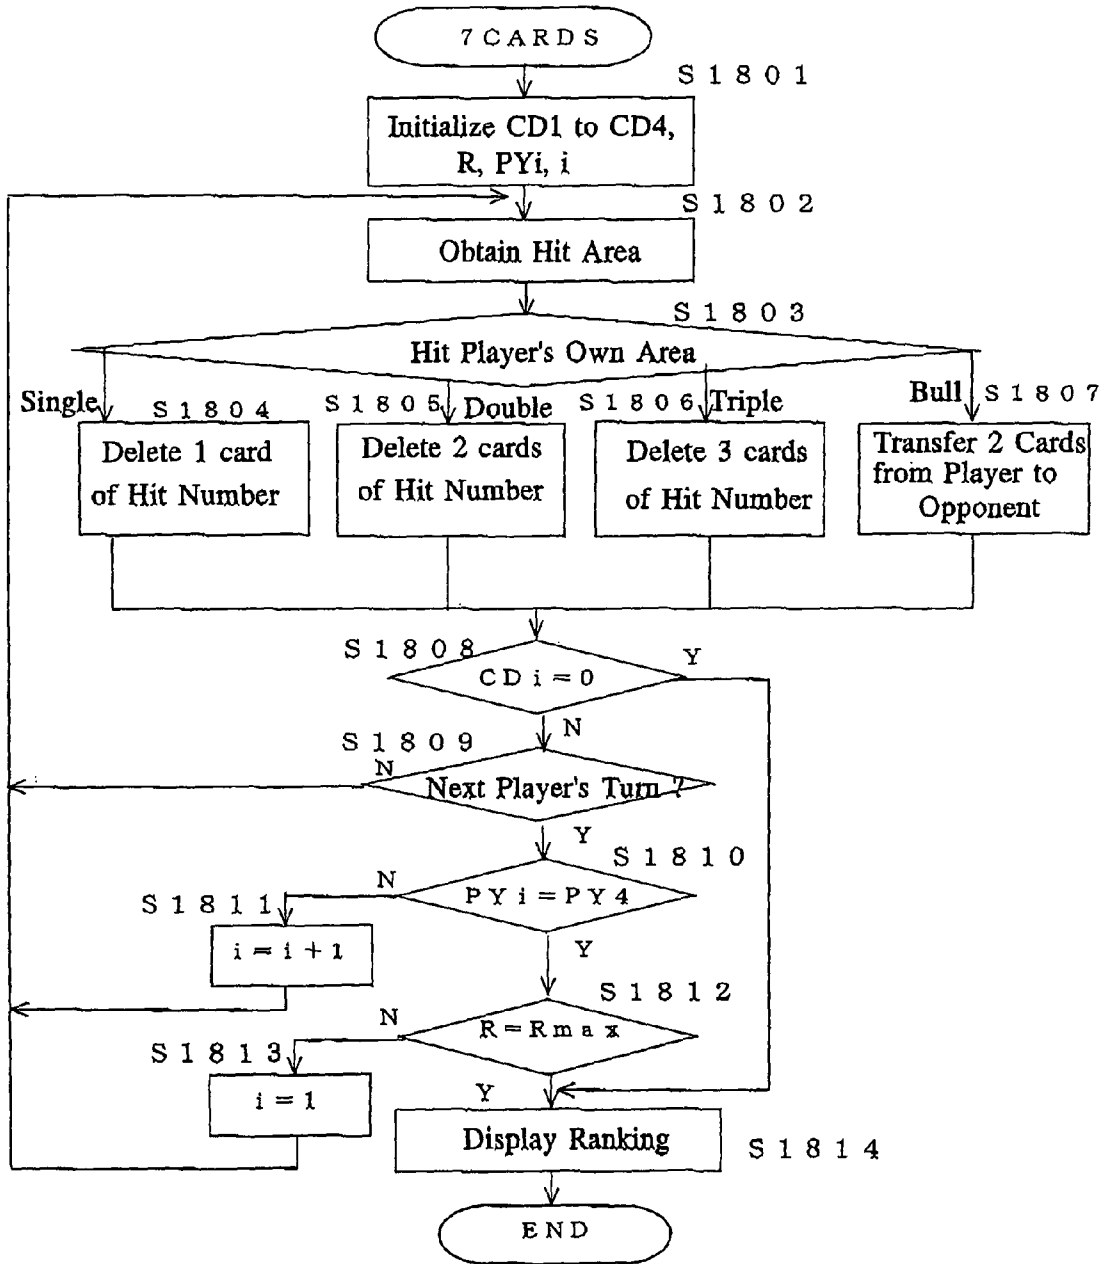 7 CARDS
S1801
Initialize CD1 to CD4,
R, PYi, i
S1802
Obtain Hit Area
S1803
Hit Player's Own Area
Single
S1804
S1805
Double
S1806
Triple
Bull
S1807
Delete 1 card
of Hit Number
Delete 2 cards
of Hit Number
Delete 3 cards
of Hit Number
Transfer 2 Cards
from Player to
Opponent
S1808
CDi=0
Y
N
S1809
N
Next Player's Turn ?
Y
S1810
N
PYi=PY4
S1811
i=i+1
Y
S1812
N
R=Rmax
S1813
i=1
Y
Display Ranking
S1814
END